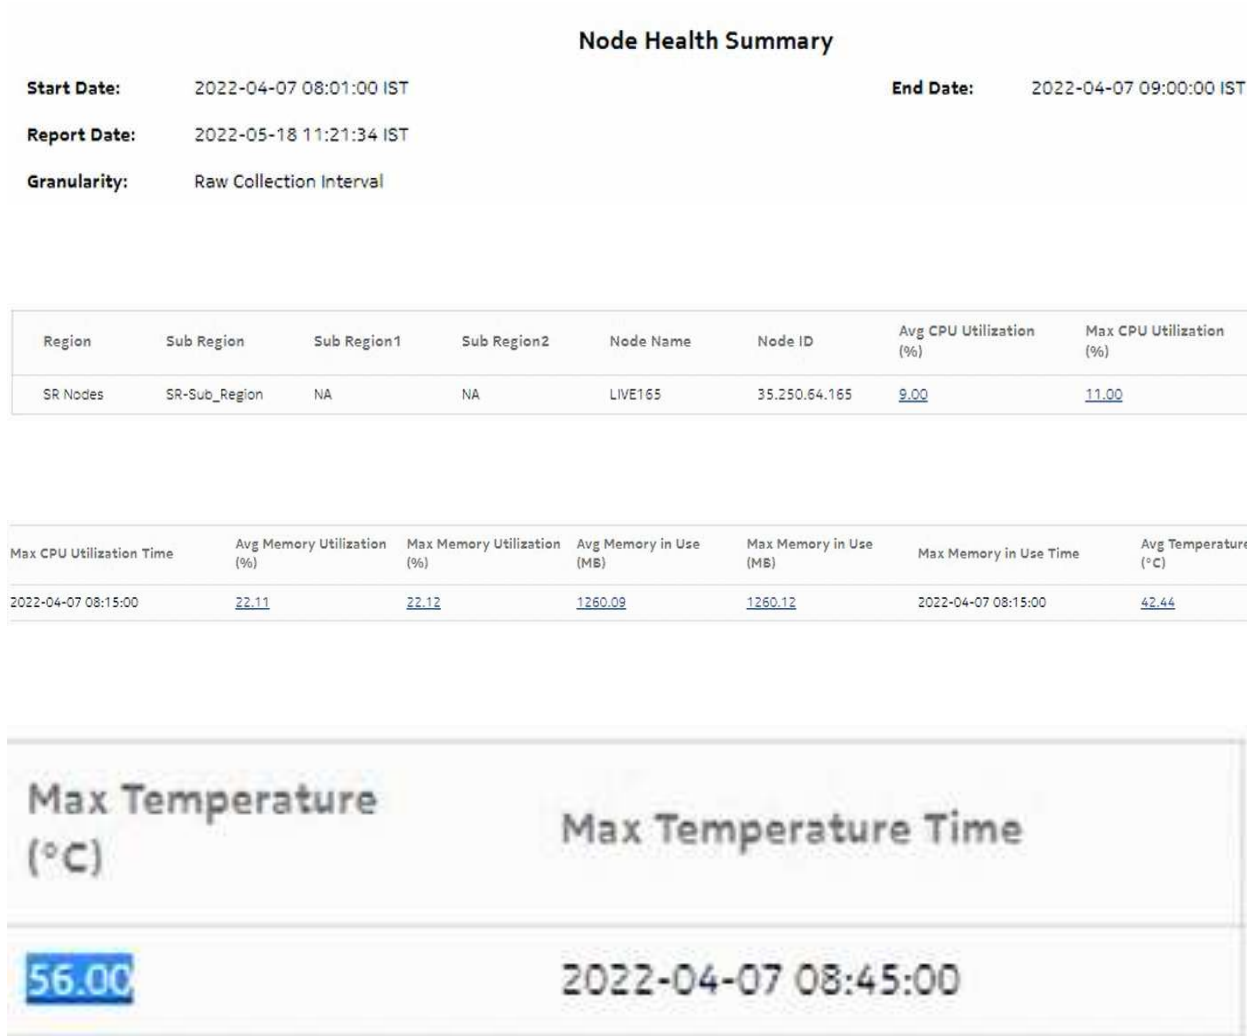 Node Health Summary
Start Date: 2022-04-07 08:01:00 IST End Date: 2022-04-07 09:00:00 IST
Report Date: 2022-05-18 11:21:34 IST
Granularity: Raw Collection Interval
Region Sub Region Sub Region1 Sub Region2 Node Name Node ID Avg CPU Utilization Max CPU Utilization
(%) (%)
SR Nodes SR-Sub_Region NA NA LIVE165 35.250.64.165 9.00 11.00
Max CPU Utilization Time Avg Memory Utilization Max Memory Utilization Avg Memory in Use Max Memory in Use Max Memory in Use Time Avg Temperature
(%) (%) (MB) (MB) (°C)
2022-04-07 08:15:00 22.11 22.12 1260.09 1260.12 2022-04-07 08:15:00 42.44
Max Temperature Max Temperature Time
(°C)
56.00 2022-04-07 08:45:00